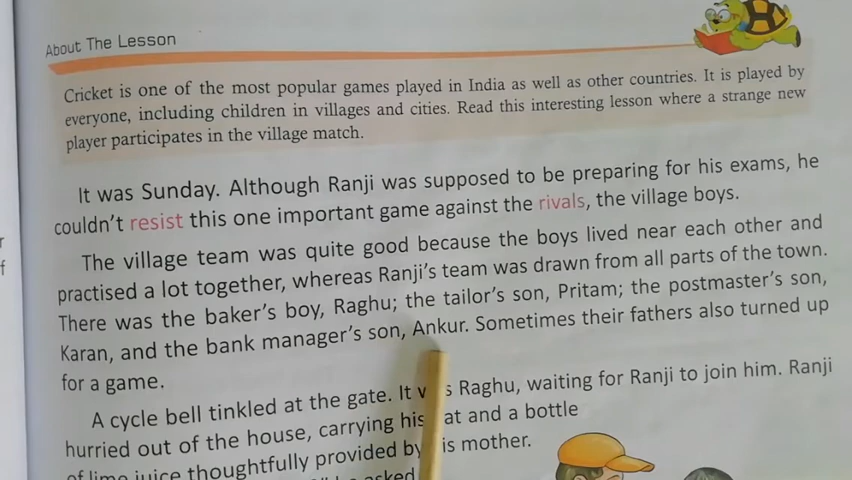 About The Lesson
Cricket is one of the most popular games played in India as well as other countries. It is played by
everyone, including children in villages and cities. Read this interesting lesson where a strange new
player participates in the village match.
It was Sunday. Although Ranji was supposed to be preparing for his exams, he
couldn't resist this one important game against the rivals, the village boys.
The village team was quite good because the boys lived near each other and
practised a lot together, whereas Ranji's team was drawn from all parts of the town.
There was the baker's boy, Raghu; the tailor's son, Pritam; the postmaster's son,
Karan, and the bank manager's son, Ankur. Sometimes their fathers also turned up
for a game.
A cycle bell tinkled at the gate. It Raghu, waiting for Ranji to join him. Ranji
hurried out of the house, carrying his and a bottle
of lime juice thoughtfully provided by mother.
asked